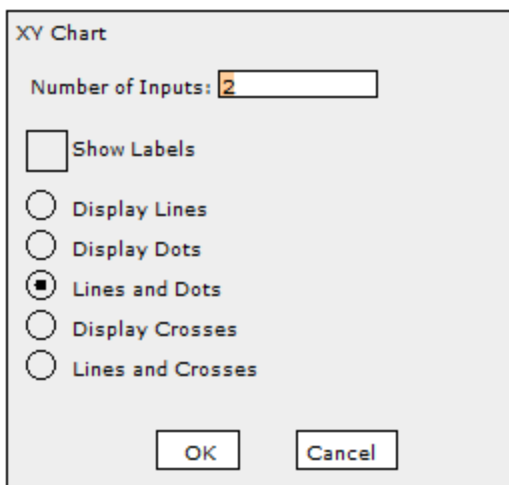 XY Chart
Number of Inputs: 2
Show Labels
Display Lines
Display Dots
Lines and Dots
Display Crosses
Lines and Crosses
OK Cancel